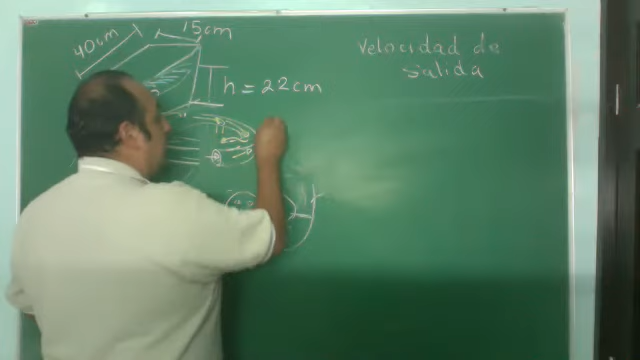 40cm
15cm
h = 22cm
Velocidad de
salida